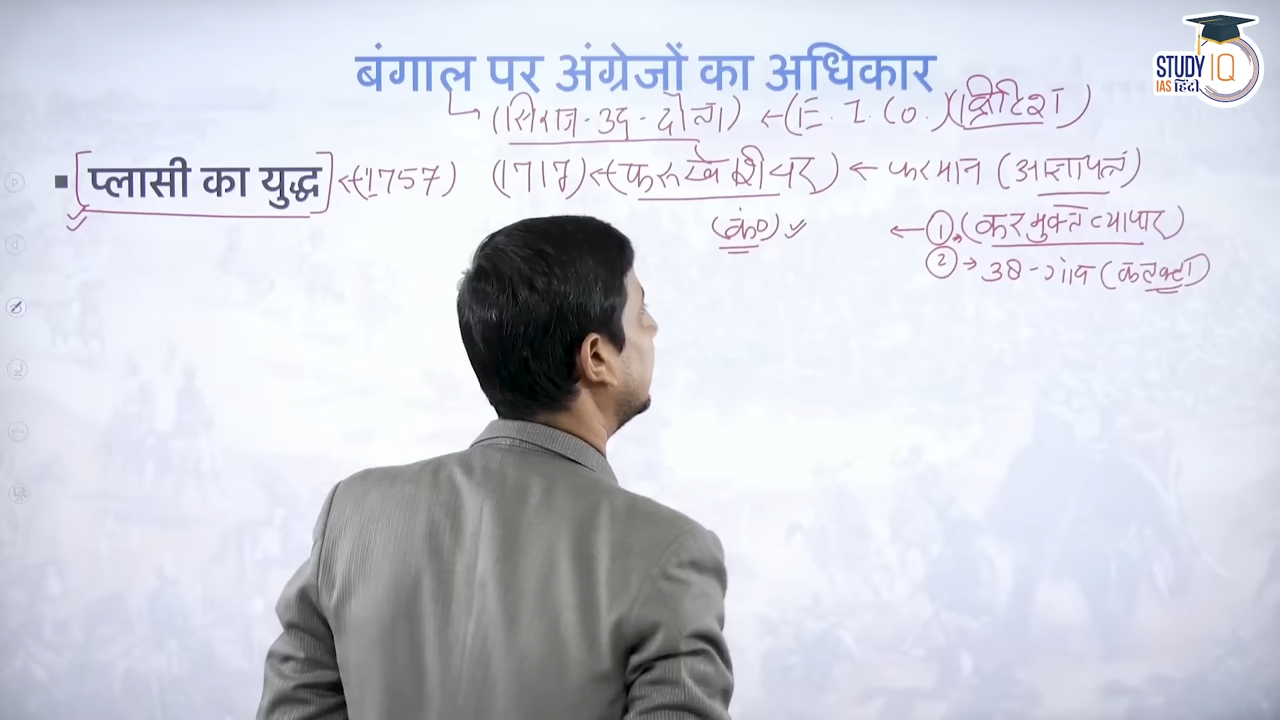 बंगाल पर अंग्रेजों का अधिकार
STUDY IQ
IAS हिंदी
(सिराज-उद-दौला) ← (E. I. Co.) (ब्रिटिश)
▪ प्लासी का युद्ध ← (1757) (1717) ← (फरुखशियर) ← फरमान (आज्ञापत्र)
(कं०) ✓ ← ① (करमुक्त व्यापार)
② → 38-गांव (कलकत्ता)